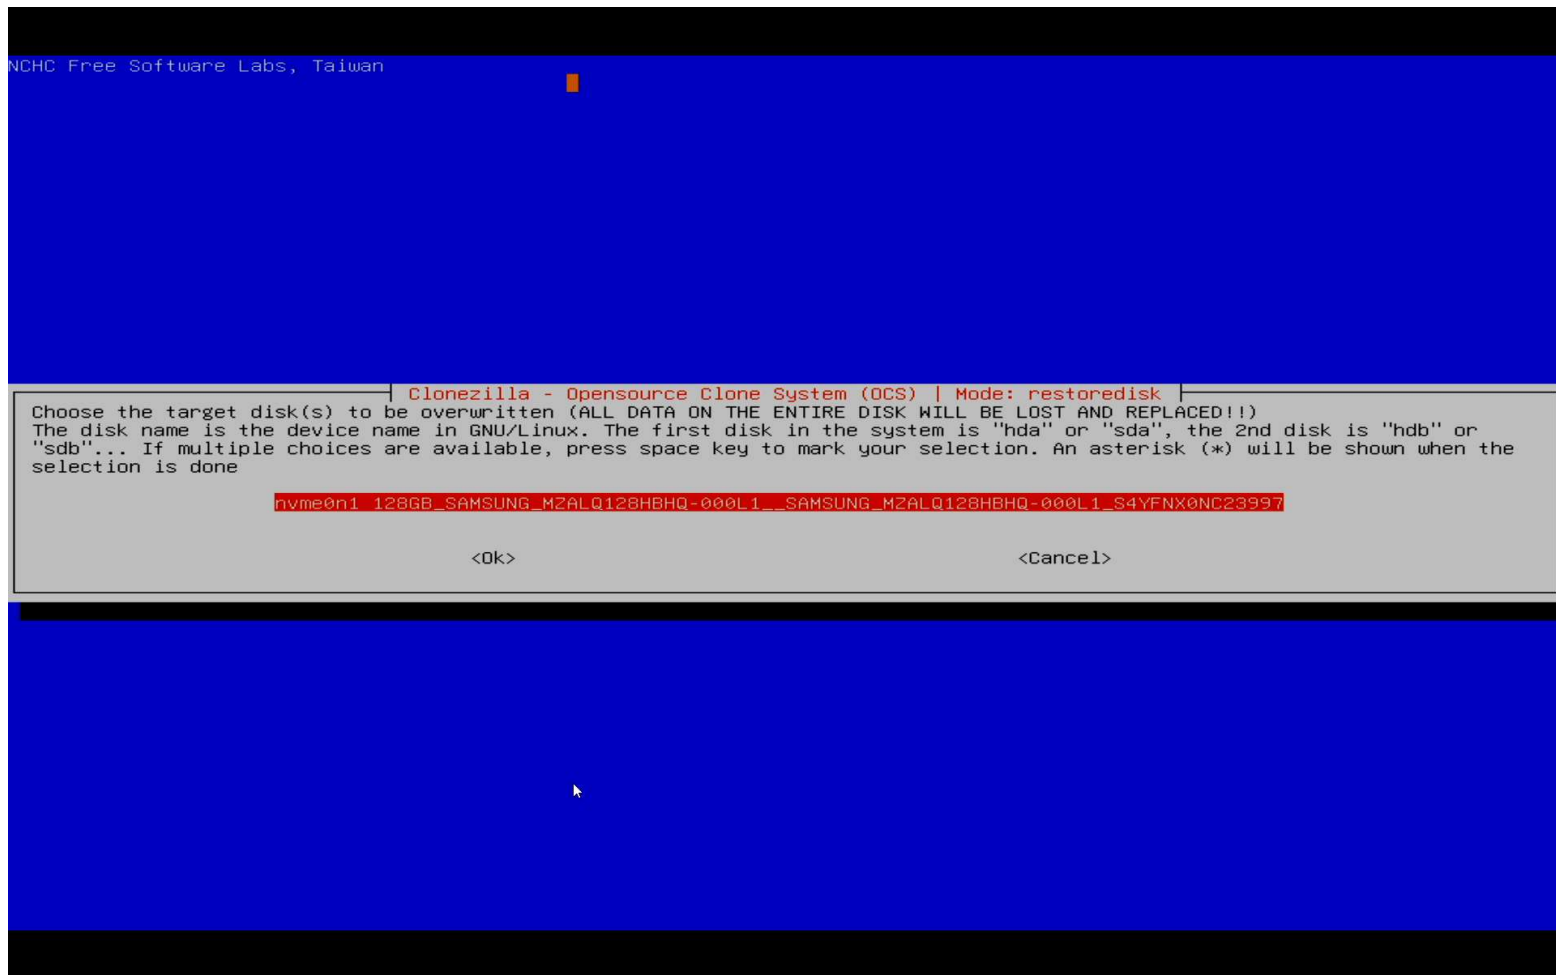 NCHC Free Software Labs, Taiwan
Clonezilla - Opensource Clone System (OCS) | Mode: restoredisk
Choose the target disk(s) to be overwritten (ALL DATA ON THE ENTIRE DISK WILL BE LOST AND REPLACED!!)
The disk name is the device name in GNU/Linux. The first disk in the system is "hda" or "sda", the 2nd disk is "hdb" or
"sdb"... If multiple choices are available, press space key to mark your selection. An asterisk (*) will be shown when the
selection is done
nvme0n1 128GB_SAMSUNG_MZALQ128HBHQ-000L1__SAMSUNG_MZALQ128HBHQ-000L1_S4YFNX0NC23997
<Ok> <Cancel>